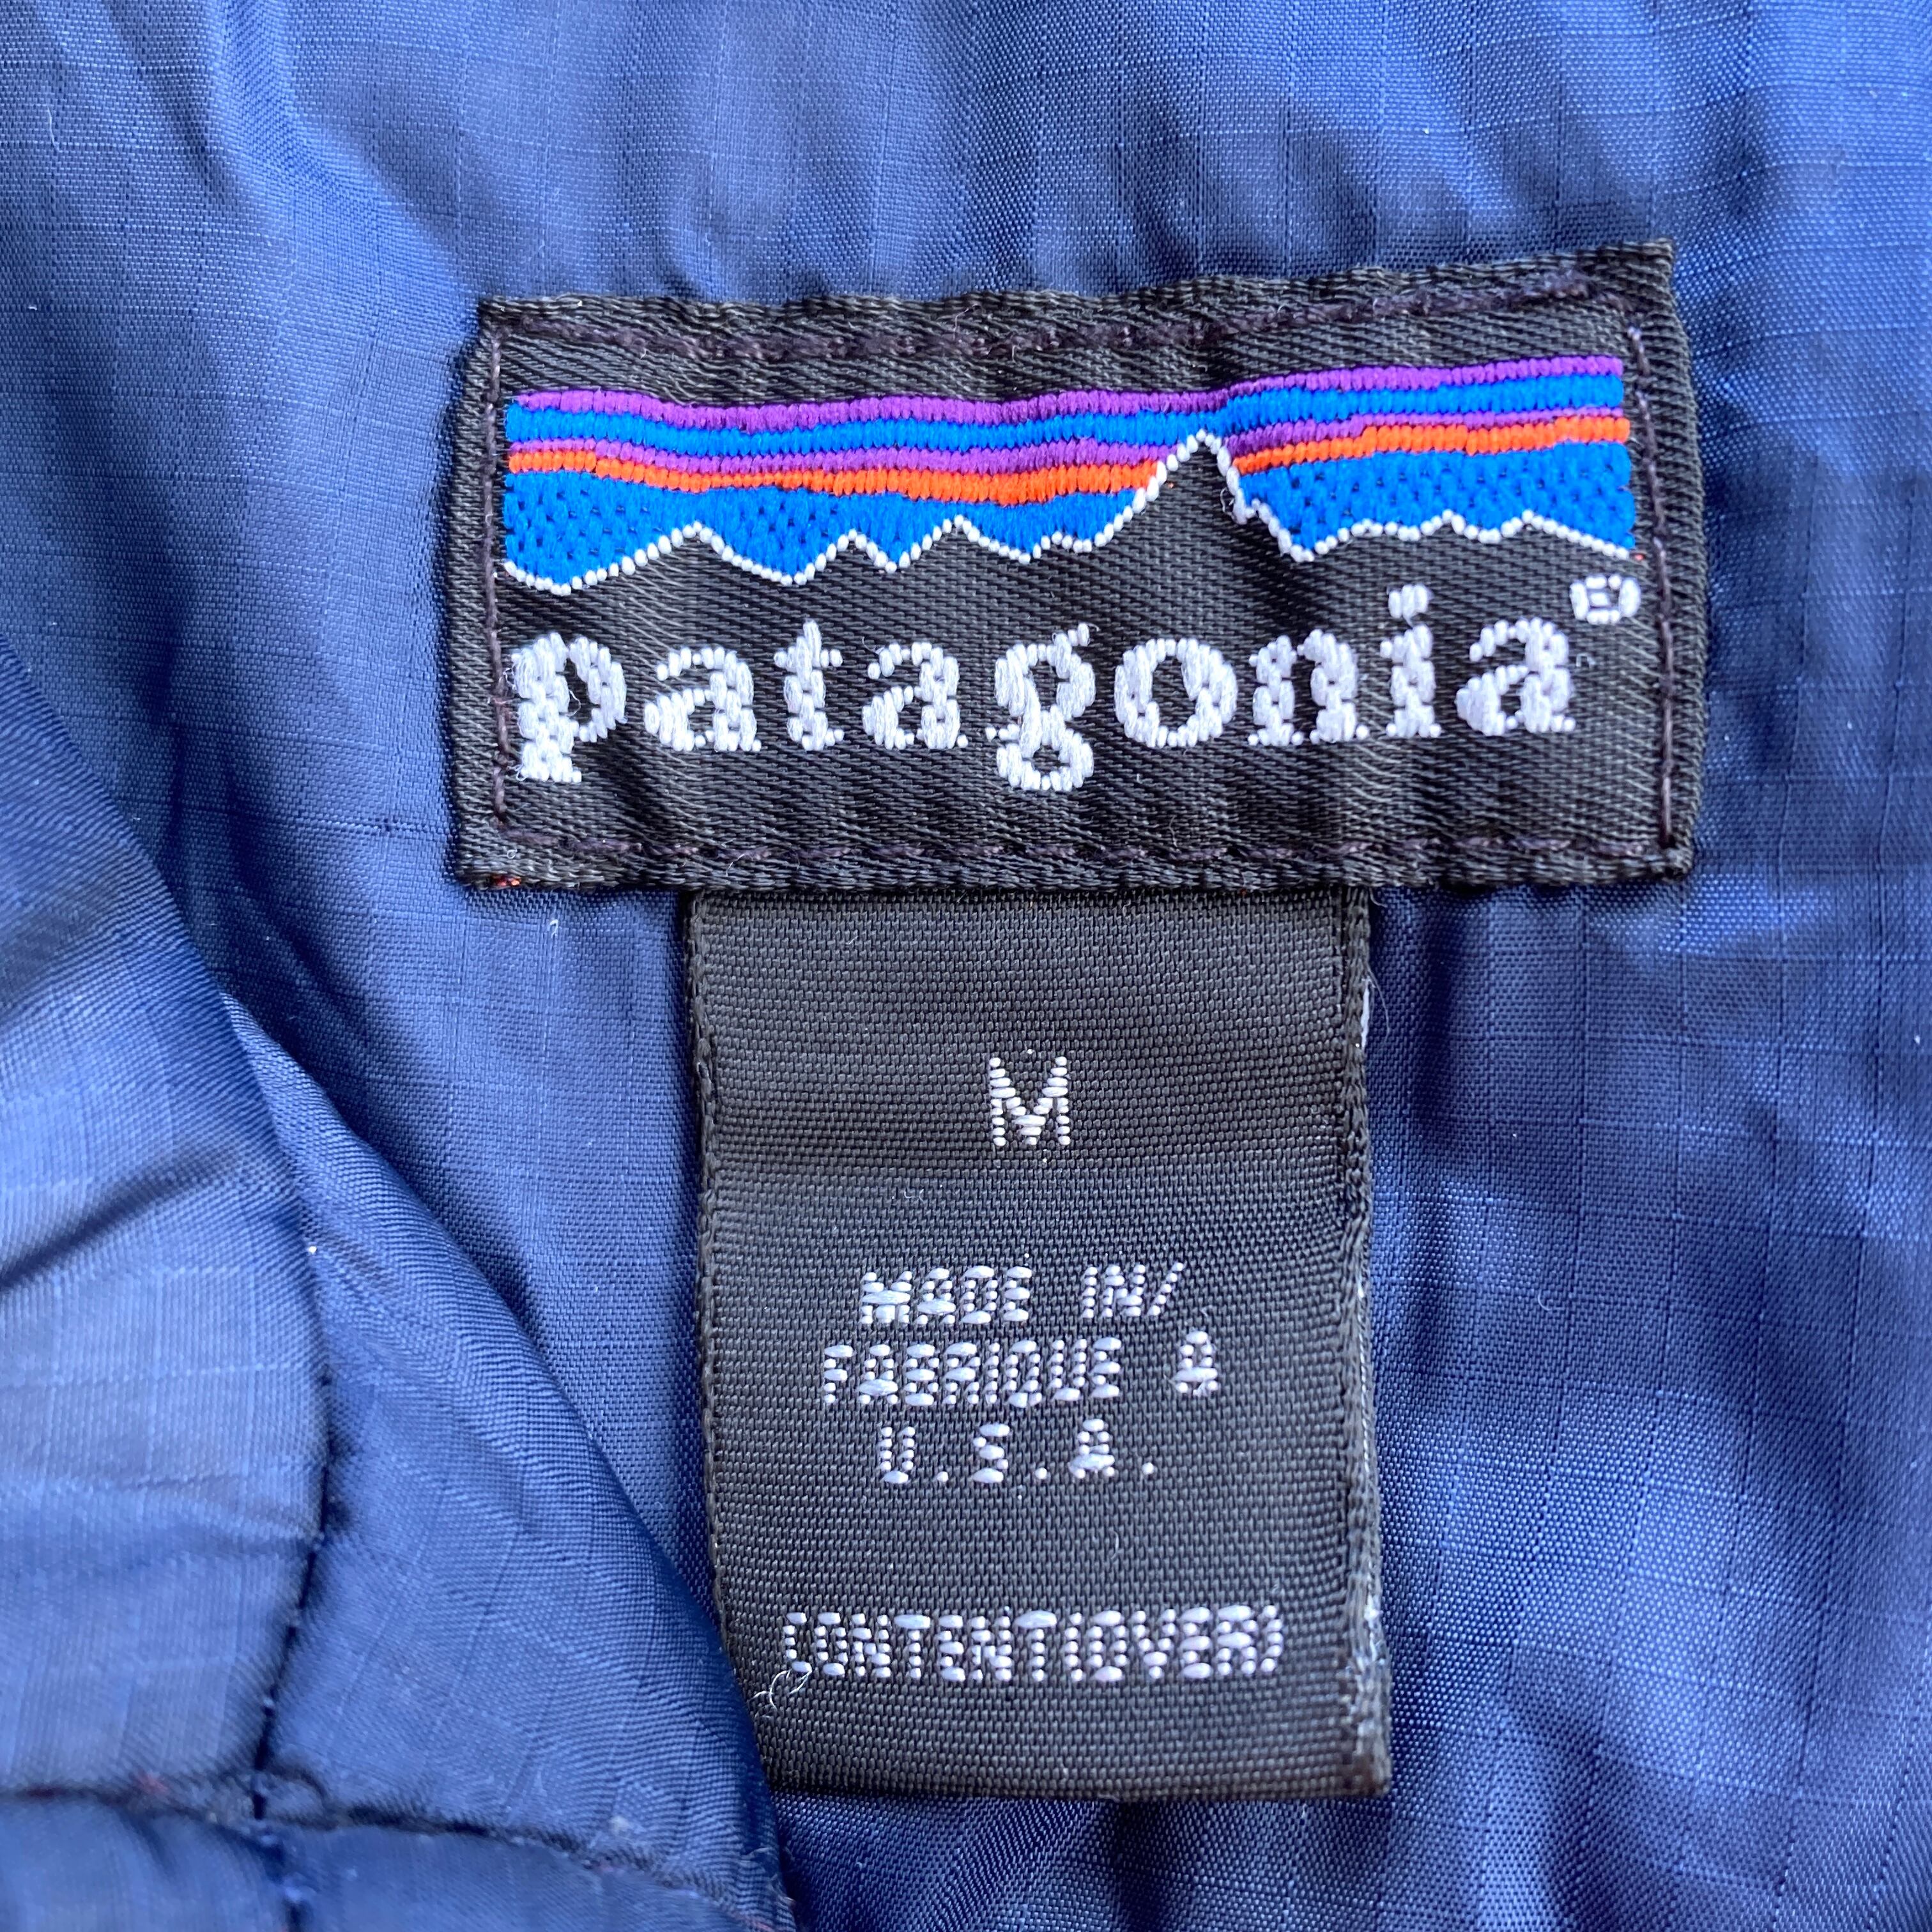 patagonia®
M
MADE IN/
FABRIQUE A
U.S.A.
CONTENT(OVER)